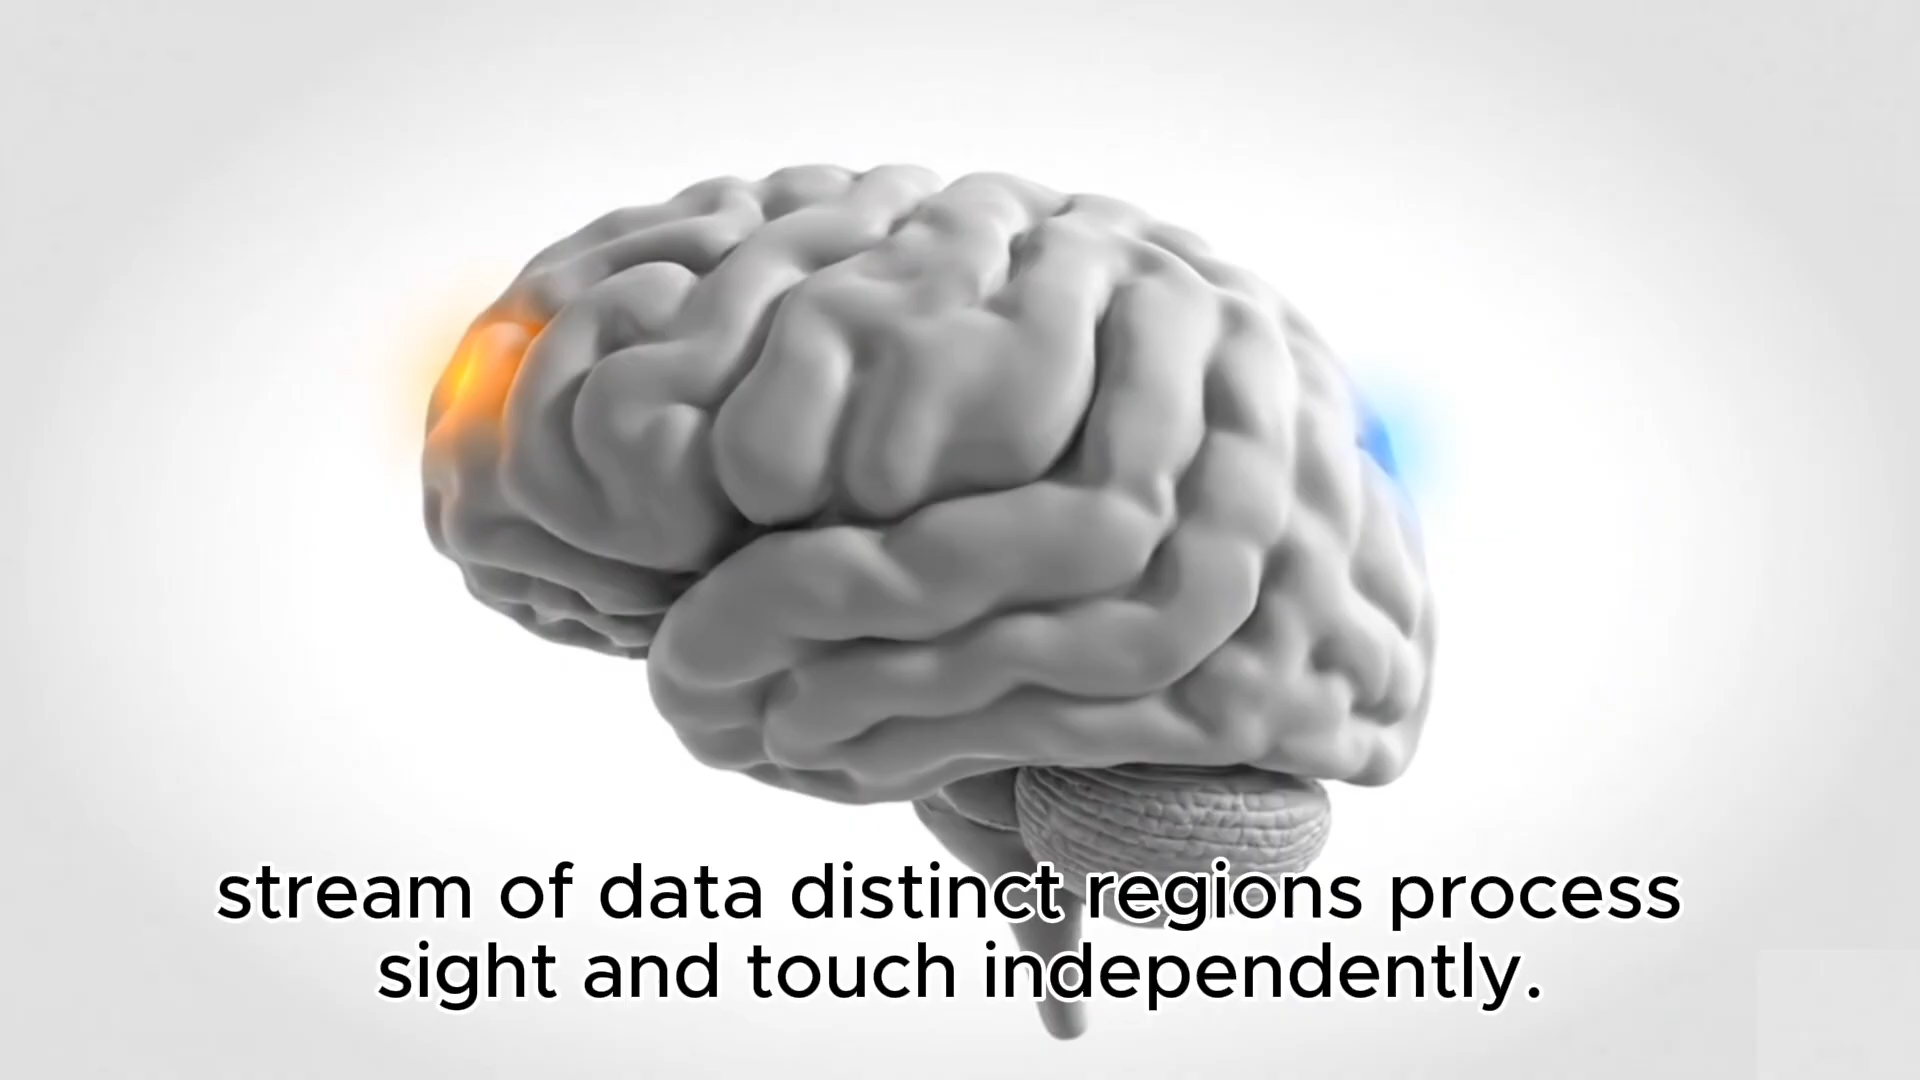 stream of data distinct regions process
sight and touch independently.